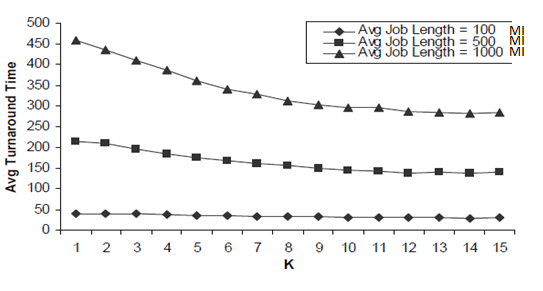 500
450
400
350
300
250
200
150
100
50
0
Avg Turnaround Time
Avg Job Length = 100 MI
Avg Job Length = 500 MI
Avg Job Length = 1000 MI
1 2 3 4 5 6 7 8 9 10 11 12 13 14 15
K